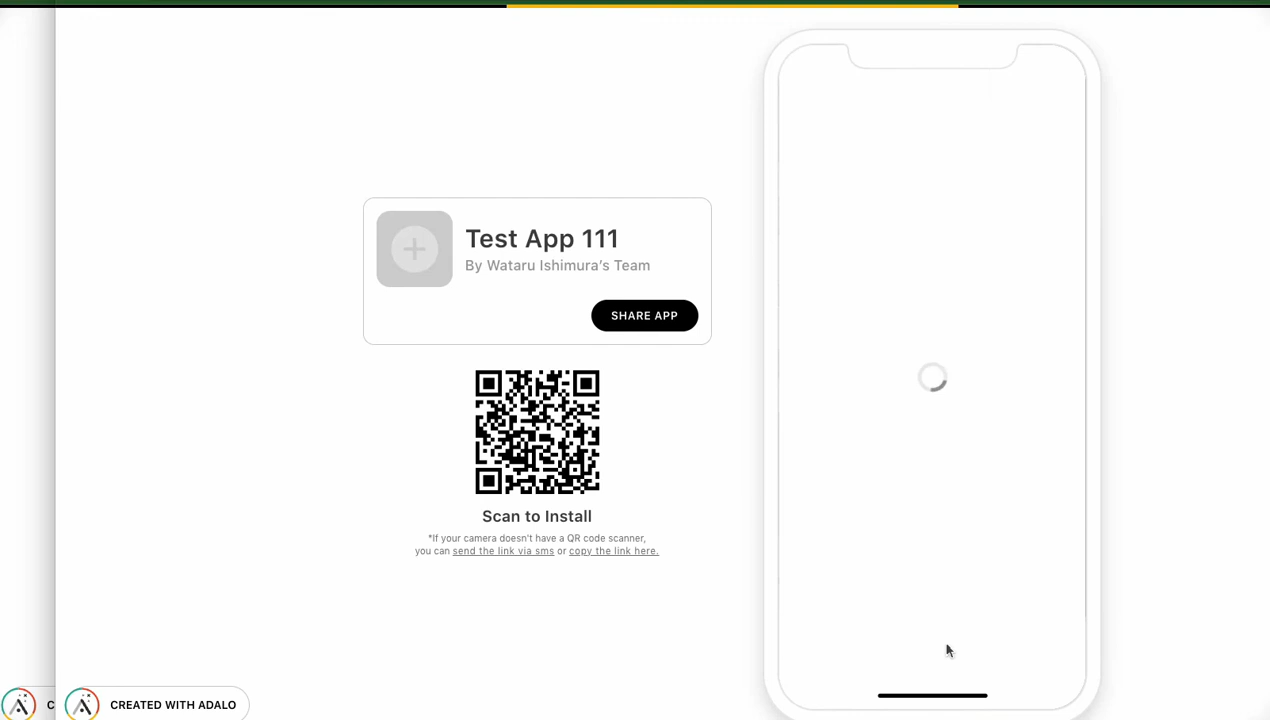 Test App 111
By Wataru Ishimura's Team
SHARE APP
Scan to Install
*If your camera doesn't have a QR code scanner,
you can send the link via sms or copy the link here.
C
CREATED WITH ADALO